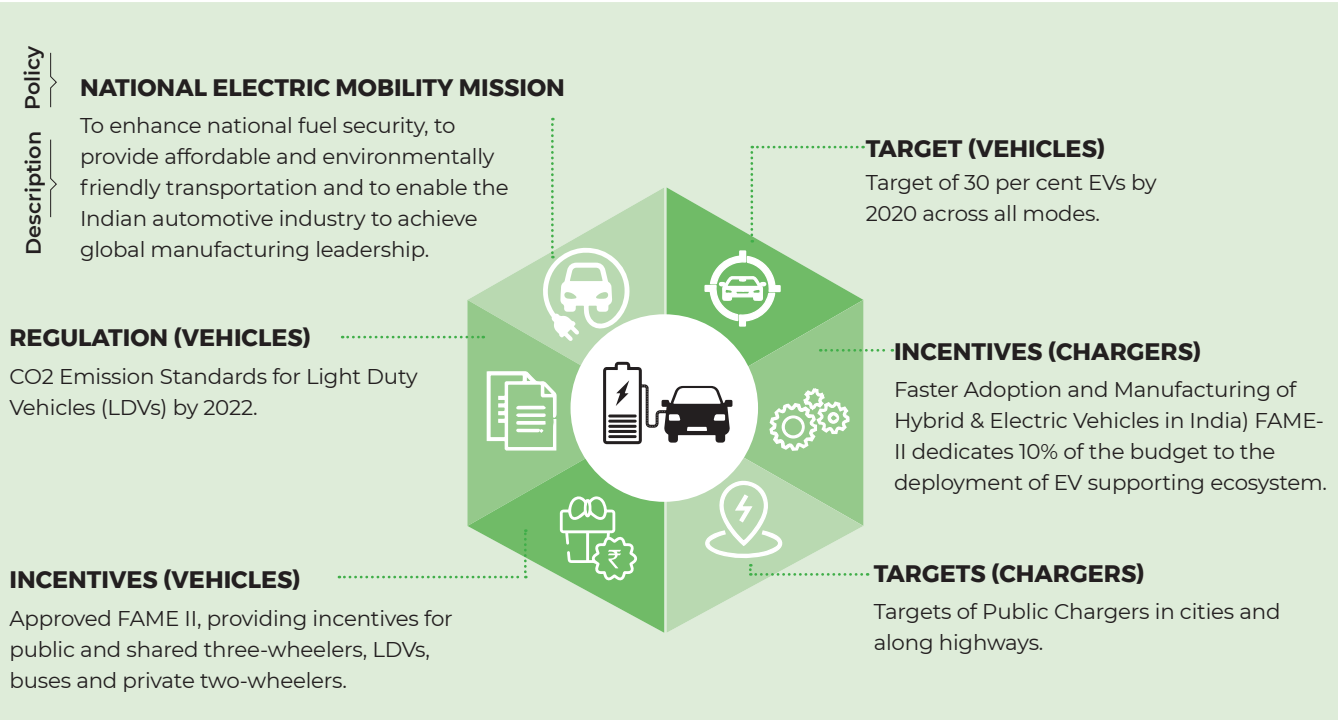 Policy
NATIONAL ELECTRIC MOBILITY MISSION
Description
To enhance national fuel security, to
provide affordable and environmentally
friendly transportation and to enable the
Indian automotive industry to achieve
global manufacturing leadership.
TARGET (VEHICLES)
Target of 30 per cent EVs by
2020 across all modes.
REGULATION (VEHICLES)
CO2 Emission Standards for Light Duty
Vehicles (LDVs) by 2022.
INCENTIVES (CHARGERS)
Faster Adoption and Manufacturing of
Hybrid & Electric Vehicles in India) FAME-
II dedicates 10% of the budget to the
deployment of EV supporting ecosystem.
INCENTIVES (VEHICLES)
Approved FAME II, providing incentives for
public and shared three-wheelers, LDVs,
buses and private two-wheelers.
₹
TARGETS (CHARGERS)
Targets of Public Chargers in cities and
along highways.